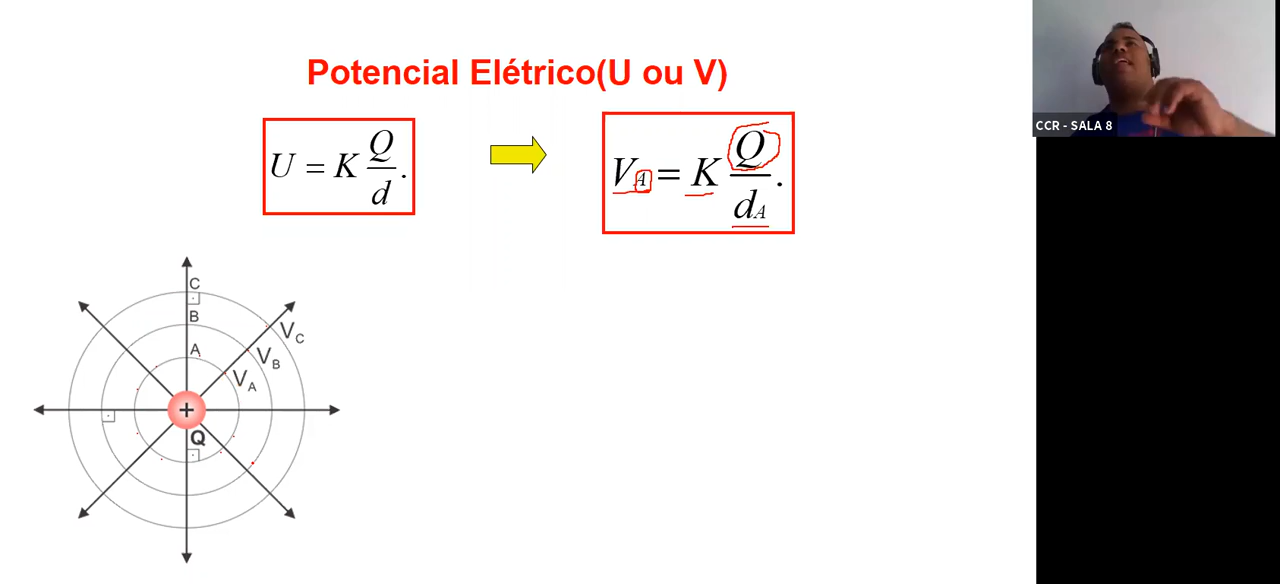 Potencial Elétrico(U ou V)
U = K Q/d.
V_A = K Q/d_A.
C
B
A
V_C
V_B
V_A
+
Q
CCR - SALA 8